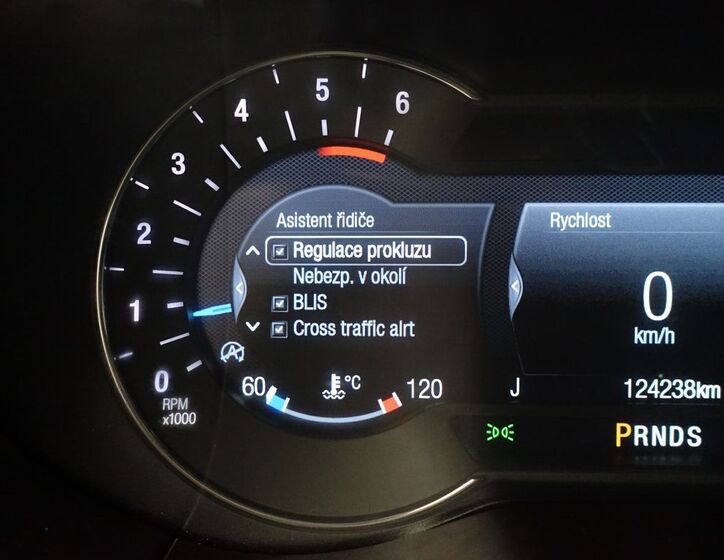 6
5
4
3
2
1
0
RPM
x1000
Asistent řidiče
Regulace prokluzu
Nebezp. v okolí
BLIS
Cross traffic alrt
A
60
°C
120
Rychlost
0
km/h
J
124238km
PRNDS